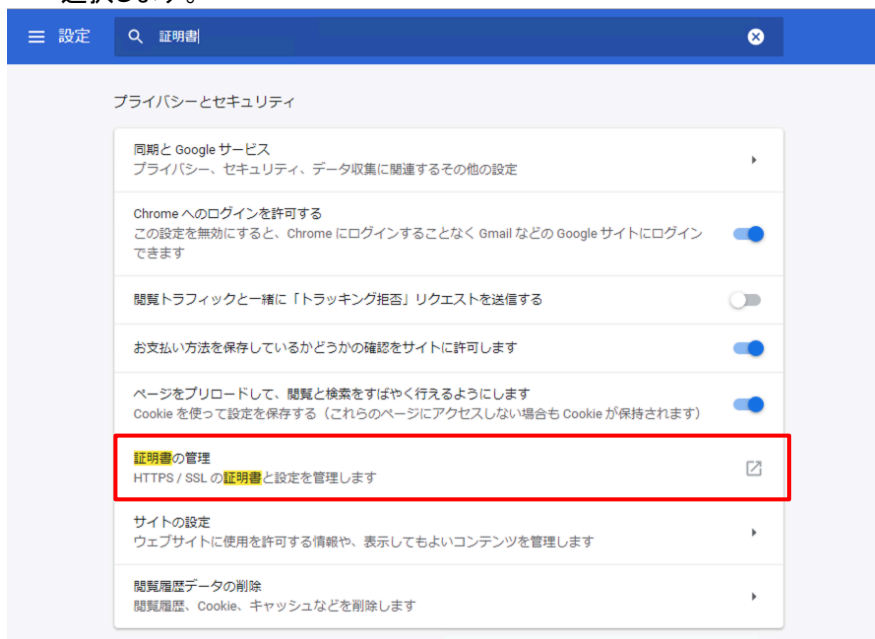 選択します。
設定
証明書
プライバシーとセキュリティ
同期と Google サービス
プライバシー、セキュリティ、データ収集に関連するその他の設定
Chrome へのログインを許可する
この設定を無効にすると、Chrome にログインすることなく Gmail などの Google サイトにログイン
できます
閲覧トラフィックと一緒に「トラッキング拒否」リクエストを送信する
お支払い方法を保存しているかどうかの確認をサイトに許可します
ページをプリロードして、閲覧と検索をすばやく行えるようにします
Cookie を使って設定を保存する（これらのページにアクセスしない場合も Cookie が保持されます）
証明書の管理
HTTPS / SSL の証明書と設定を管理します
サイトの設定
ウェブサイトに使用を許可する情報や、表示してもよいコンテンツを管理します
閲覧履歴データの削除
閲覧履歴、Cookie、キャッシュなどを削除します